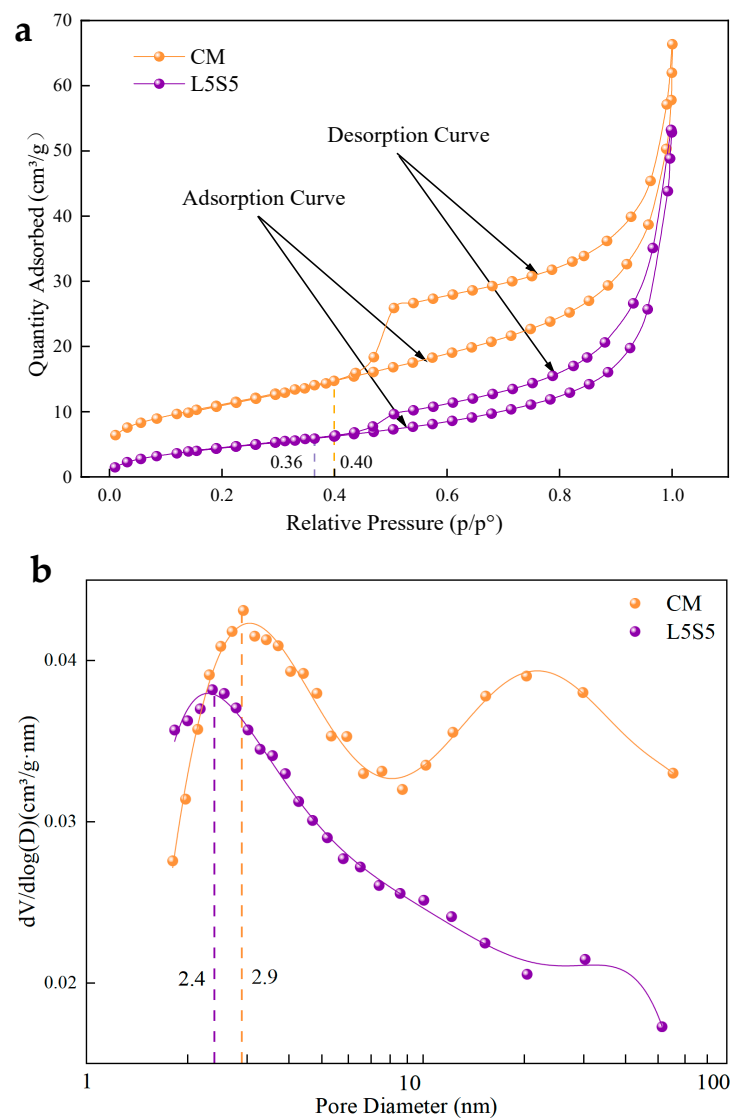 a
CM
L5S5
Desorption Curve
Adsorption Curve
Quantity Adsorbed (cm³/g)
70
60
50
40
30
20
10
0
0.36
0.40
0.0
0.2
0.4
0.6
0.8
1.0
Relative Pressure (p/p°)
b
CM
L5S5
dV/dlog(D)(cm³/g·nm)
0.04
0.03
0.02
2.4
2.9
1
10
100
Pore Diameter (nm)